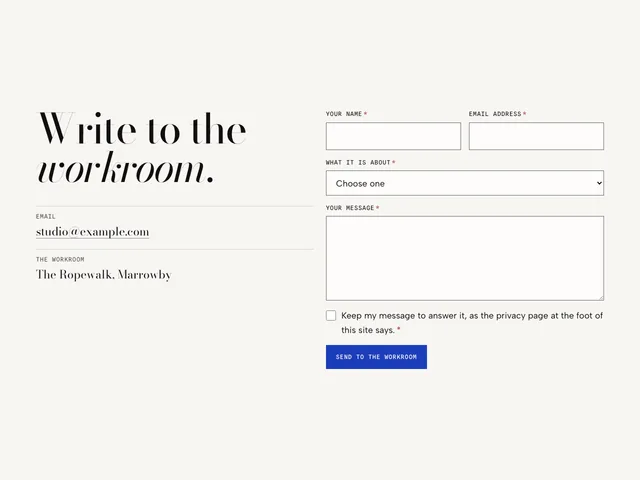 Write to the
workroom.
EMAIL
studio@example.com
THE WORKROOM
The Ropewalk, Marrowby
YOUR NAME *
EMAIL ADDRESS *
WHAT IT IS ABOUT *
Choose one
YOUR MESSAGE *
Keep my message to answer it, as the privacy page at the foot of
this site says. *
SEND TO THE WORKROOM